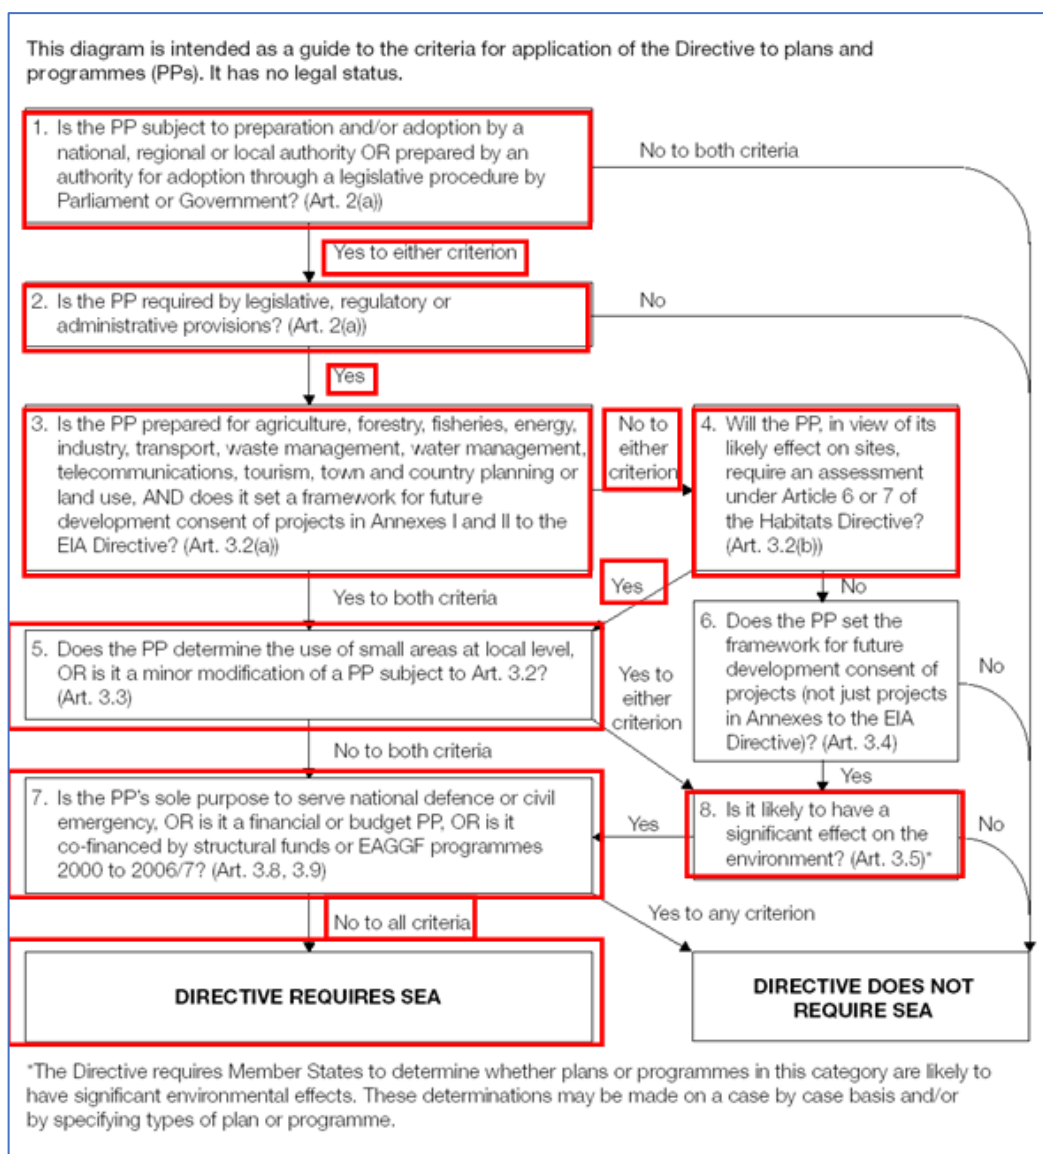 This diagram is intended as a guide to the criteria for application of the Directive to plans and
programmes (PPs). It has no legal status.
1. Is the PP subject to preparation and/or adoption by a
national, regional or local authority OR prepared by an
authority for adoption through a legislative procedure by
Parliament or Government? (Art. 2(a))
No to both criteria
Yes to either criterion
2. Is the PP required by legislative, regulatory or
administrative provisions? (Art. 2(a))
No
Yes
3. Is the PP prepared for agriculture, forestry, fisheries, energy,
industry, transport, waste management, water management,
telecommunications, tourism, town and country planning or
land use, AND does it set a framework for future
development consent of projects in Annexes I and II to the
EIA Directive? (Art. 3.2(a))
No to
either
criterion
4. Will the PP, in view of its
likely effect on sites,
require an assessment
under Article 6 or 7 of
the Habitats Directive?
(Art. 3.2(b))
Yes to both criteria
Yes
No
5. Does the PP determine the use of small areas at local level,
OR is it a minor modification of a PP subject to Art. 3.2?
(Art. 3.3)
Yes to
either
criterion
6. Does the PP set the
framework for future
development consent of
projects (not just projects
in Annexes to the EIA
Directive)? (Art. 3.4)
No
No to both criteria
Yes
7. Is the PP's sole purpose to serve national defence or civil
emergency, OR is it a financial or budget PP, OR is it
co-financed by structural funds or EAGGF programmes
2000 to 2006/7? (Art. 3.8, 3.9)
Yes
8. Is it likely to have a
significant effect on the
environment? (Art. 3.5)*
No
No to all criteria
Yes to any criterion
DIRECTIVE REQUIRES SEA
DIRECTIVE DOES NOT
REQUIRE SEA
*The Directive requires Member States to determine whether plans or programmes in this category are likely to
have significant environmental effects. These determinations may be made on a case by case basis and/or
by specifying types of plan or programme.